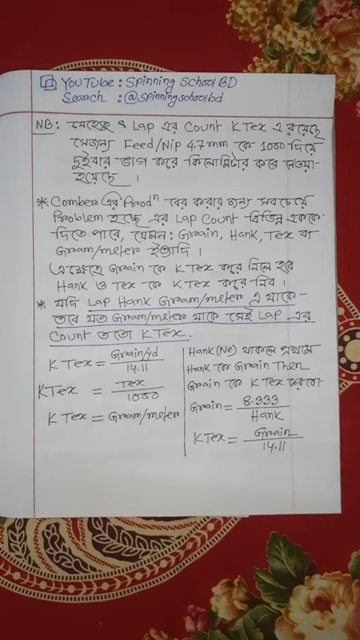 YouTube : Spinning School BD
Search : @spinningschoolbd
NB: যেহেতু Lap এর Count KTex এ রয়েছে
সেজন্য Feed/Nip 4.7mm কে 1000 দিয়ে
দুইবার ভাগ করে কিলোমিটার করে নেওয়া-
হয়েছে ।
* Comber এর Prodⁿ বের করার জন্য সবচেয়ে
Problem হচ্ছে এর Lap Count বিভিন্ন এককে
দিতে পারে, যেমন: Grain, Hank, Tex বা
Gram/meter ইত্যাদি ।
এক্ষেত্রে Grain কে KTex করে নিতে হবে
Hank ও Tex কে KTex করে নিব ।
* যদি Lap Hank Gram/meter এ থাকে-
তবে যত Gram/meter থাকে সেই Lap এর
Count ততো KTex.
KTex = Grain/yd / 14.11
KTex = Tex / 1000
KTex = Gram/meter
Hank (Ne) থাকলে প্রথমে
Hank কে Grain Then
Grain কে KTex করবো
Grain = 8.333 / Hank
KTex = Grain / 14.11